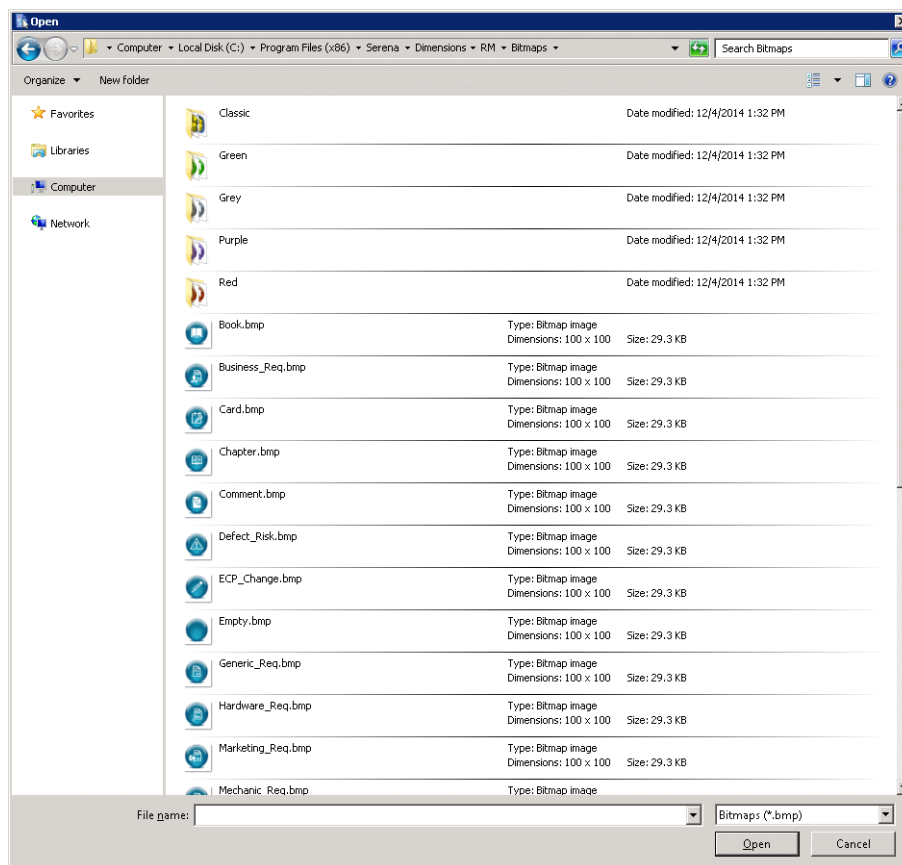 Open
Computer Local Disk (C:) Program Files (x86) Serena Dimensions RM Bitmaps Search Bitmaps
Organize New folder
Favorites
Libraries
Computer
Network
Classic Date modified: 12/4/2014 1:32 PM
Green Date modified: 12/4/2014 1:32 PM
Grey Date modified: 12/4/2014 1:32 PM
Purple Date modified: 12/4/2014 1:32 PM
Red Date modified: 12/4/2014 1:32 PM
Book.bmp Type: Bitmap image
Dimensions: 100 x 100 Size: 29.3 KB
Business_Req.bmp Type: Bitmap image
Dimensions: 100 x 100 Size: 29.3 KB
Card.bmp Type: Bitmap image
Dimensions: 100 x 100 Size: 29.3 KB
Chapter.bmp Type: Bitmap image
Dimensions: 100 x 100 Size: 29.3 KB
Comment.bmp Type: Bitmap image
Dimensions: 100 x 100 Size: 29.3 KB
Defect_Risk.bmp Type: Bitmap image
Dimensions: 100 x 100 Size: 29.3 KB
ECP_Change.bmp Type: Bitmap image
Dimensions: 100 x 100 Size: 29.3 KB
Empty.bmp Type: Bitmap image
Dimensions: 100 x 100 Size: 29.3 KB
Generic_Req.bmp Type: Bitmap image
Dimensions: 100 x 100 Size: 29.3 KB
Hardware_Req.bmp Type: Bitmap image
Dimensions: 100 x 100 Size: 29.3 KB
Marketing_Req.bmp Type: Bitmap image
Dimensions: 100 x 100 Size: 29.3 KB
Mechanic_Req.bmp Type: Bitmap image
File name: Bitmaps (*.bmp)
Open Cancel